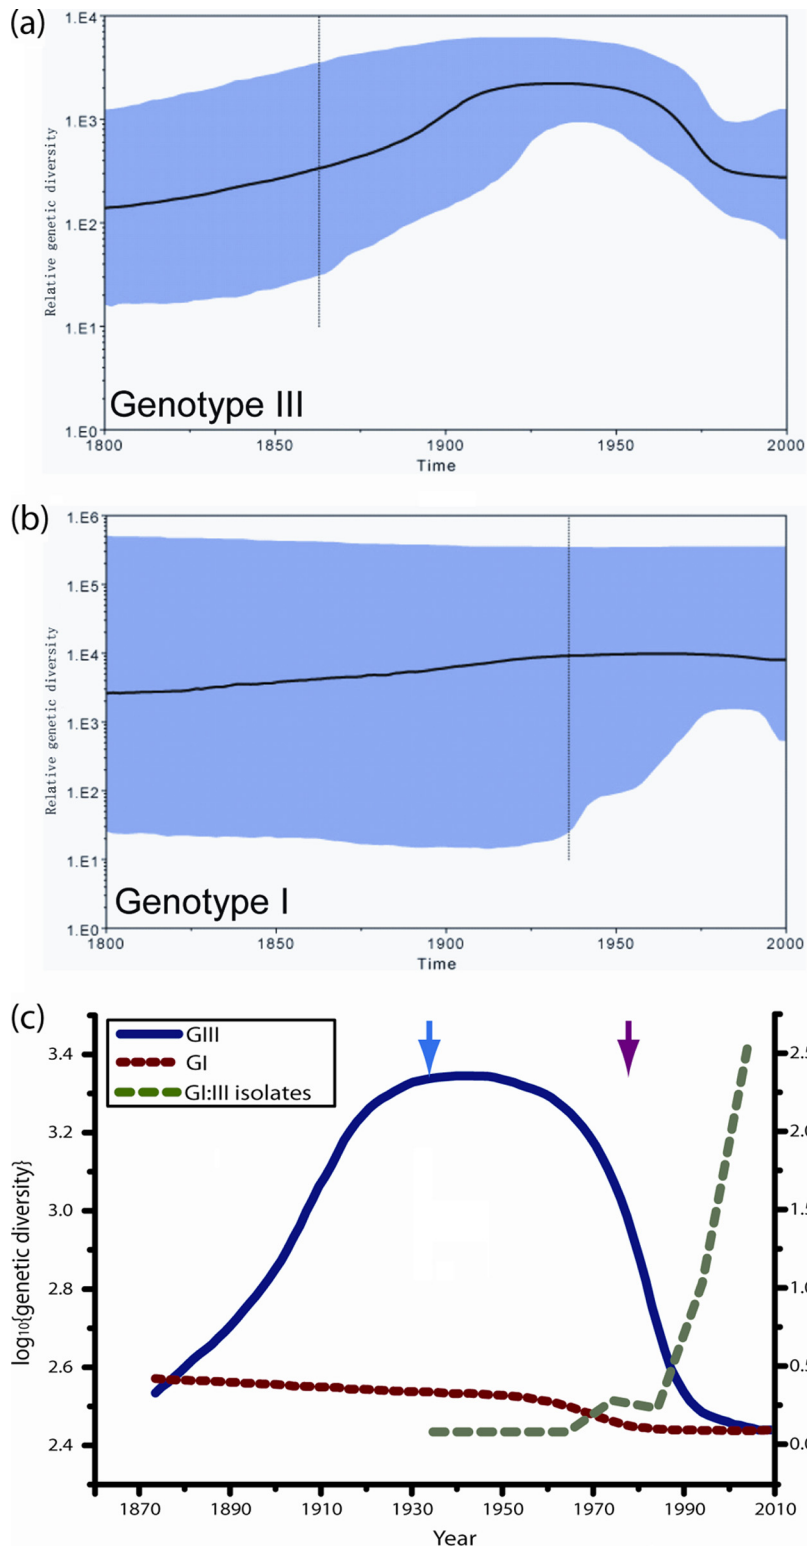 (a)
1.E4
1.E3
1.E2
1.E1
1.E0
Relative genetic diversity
Genotype III
1800 1850 1900 1950 2000
Time
(b)
1.E6
1.E5
1.E4
1.E3
1.E2
1.E1
1.E0
Relative genetic diversity
Genotype I
1800 1850 1900 1950 2000
Time
(c)
GIII
GI
GI:III isolates
3.4
3.2
3.0
2.8
2.6
2.4
log10{genetic diversity}
2.5
2.0
1.5
1.0
0.5
0.0
1870 1890 1910 1930 1950 1970 1990 2010
Year